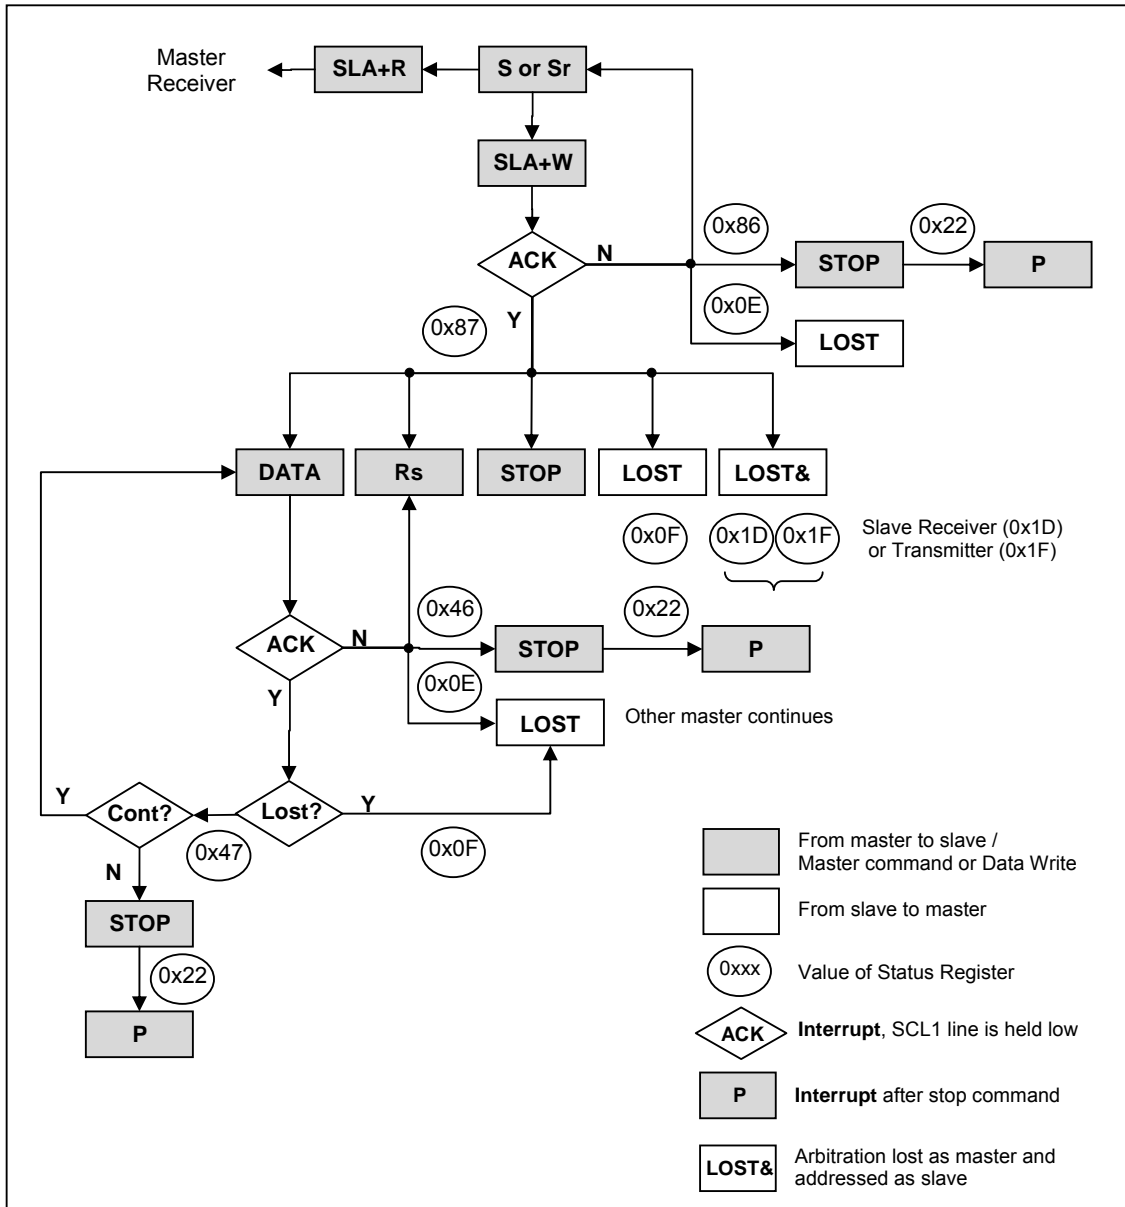 Master
Receiver
SLA+R
S or Sr
SLA+W
ACK
N
0x86
STOP
0x22
P
0x0E
LOST
Y
0x87
DATA
Rs
STOP
LOST
LOST&
0x0F
0x1D
0x1F
Slave Receiver (0x1D)
or Transmitter (0x1F)
ACK
N
0x46
STOP
0x22
P
0x0E
LOST
Other master continues
Y
Lost?
Y
0x0F
Cont?
Y
0x47
N
STOP
0x22
P
From master to slave /
Master command or Data Write
From slave to master
0xxx
Value of Status Register
ACK
Interrupt, SCL1 line is held low
P
Interrupt after stop command
LOST&
Arbitration lost as master and
addressed as slave